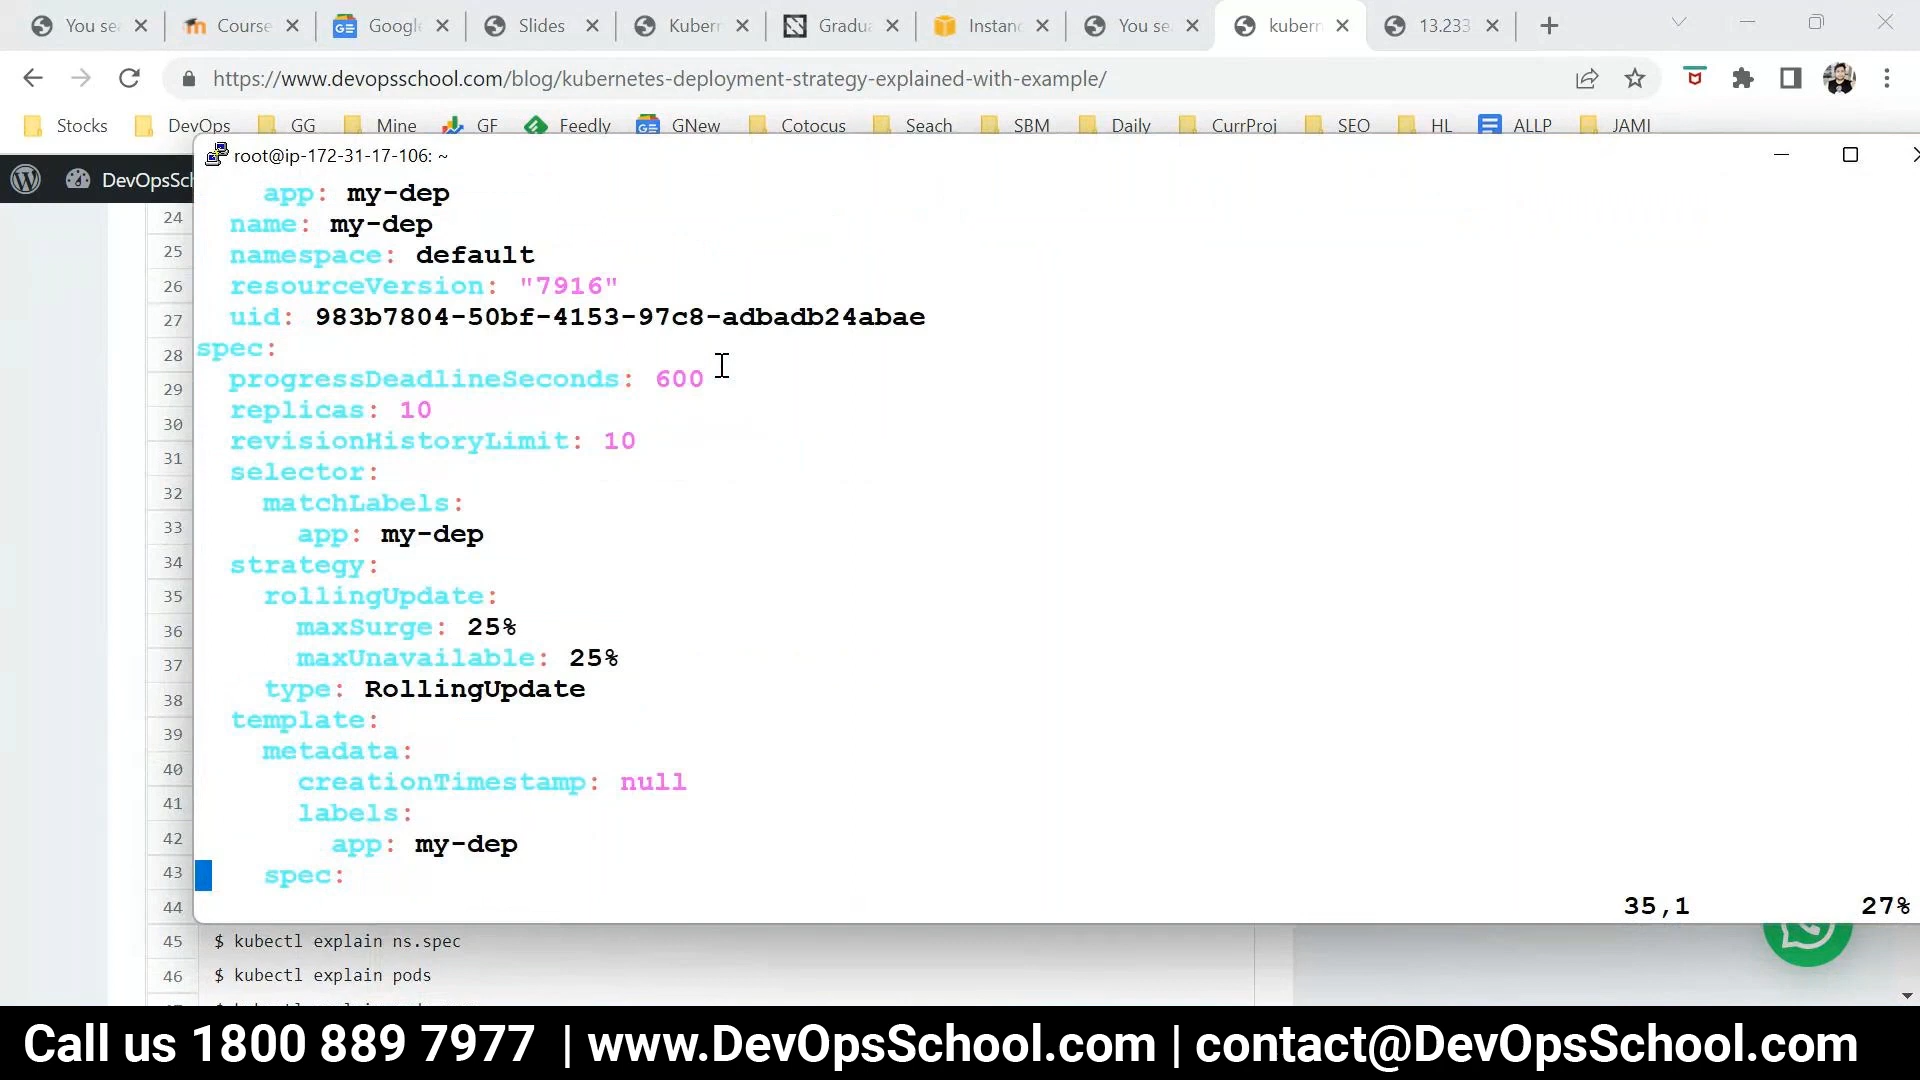 You sea
Course
Google
Slides
Kubern
Gradua
Instanc
You sea
kubern
13.233
https://www.devopsschool.com/blog/kubernetes-deployment-strategy-explained-with-example/
Stocks
DevOps
GG
Mine
GF
Feedly
GNew
Cotocus
Seach
SBM
Daily
CurrProj
SEO
HL
ALLP
JAMI
DevOpsSch
root@ip-172-31-17-106: ~
app: my-dep
24
name: my-dep
25
namespace: default
26
resourceVersion: "7916"
27
uid: 983b7804-50bf-4153-97c8-adbadb24abae
28
spec:
29
progressDeadlineSeconds: 600
30
replicas: 10
31
revisionHistoryLimit: 10
32
selector:
matchLabels:
33
app: my-dep
34
strategy:
35
rollingUpdate:
36
maxSurge: 25%
37
maxUnavailable: 25%
38
type: RollingUpdate
39
template:
40
metadata:
creationTimestamp: null
41
labels:
42
app: my-dep
43
spec:
44
35,1
27%
45
$ kubectl explain ns.spec
46
$ kubectl explain pods
Call us 1800 889 7977 | www.DevOpsSchool.com | contact@DevOpsSchool.com